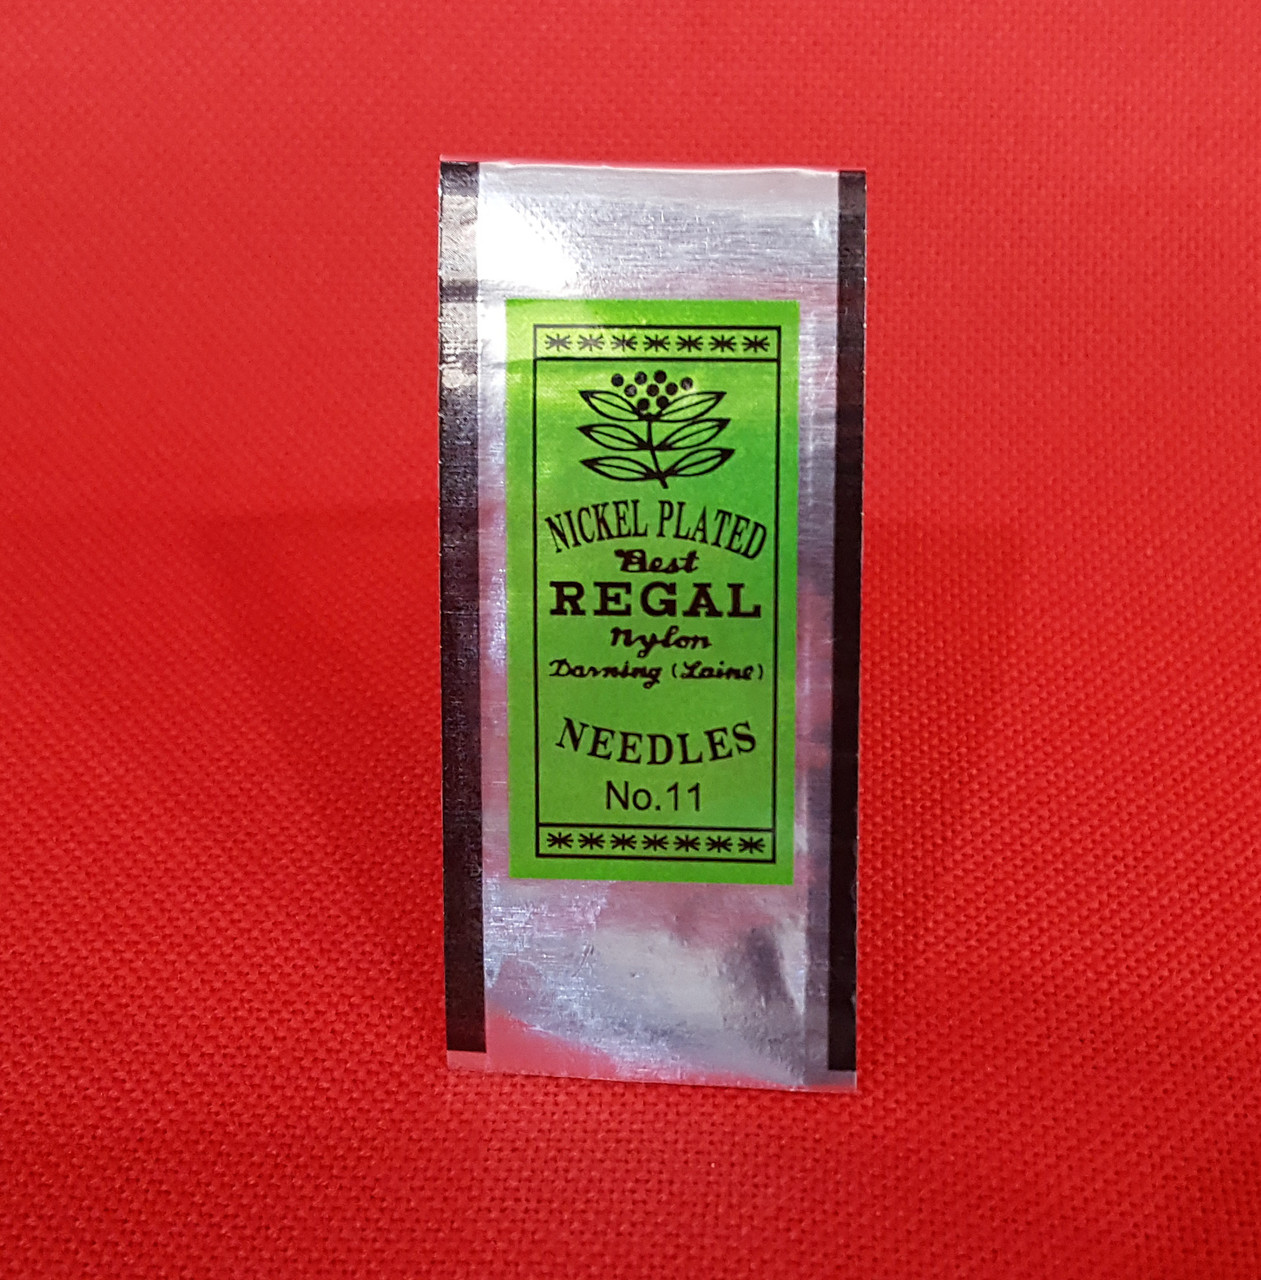 NICKEL PLATED
Best
REGAL
Nylon
Darning (Laine)
NEEDLES
No.11